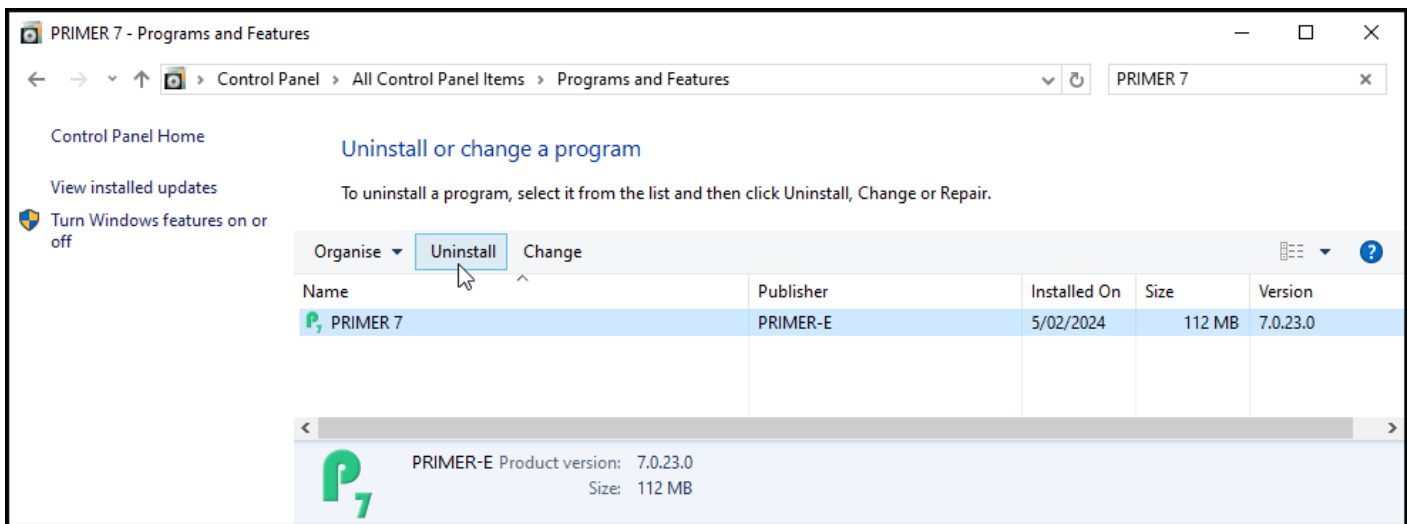 PRIMER 7 - Programs and Features
Control Panel > All Control Panel Items > Programs and Features
PRIMER 7
Control Panel Home
View installed updates
Turn Windows features on or
off
Uninstall or change a program
To uninstall a program, select it from the list and then click Uninstall, Change or Repair.
Organise Uninstall Change
Name Publisher Installed On Size Version
P7 PRIMER 7 PRIMER-E 5/02/2024 112 MB 7.0.23.0
P7
PRIMER-E Product version: 7.0.23.0
Size: 112 MB